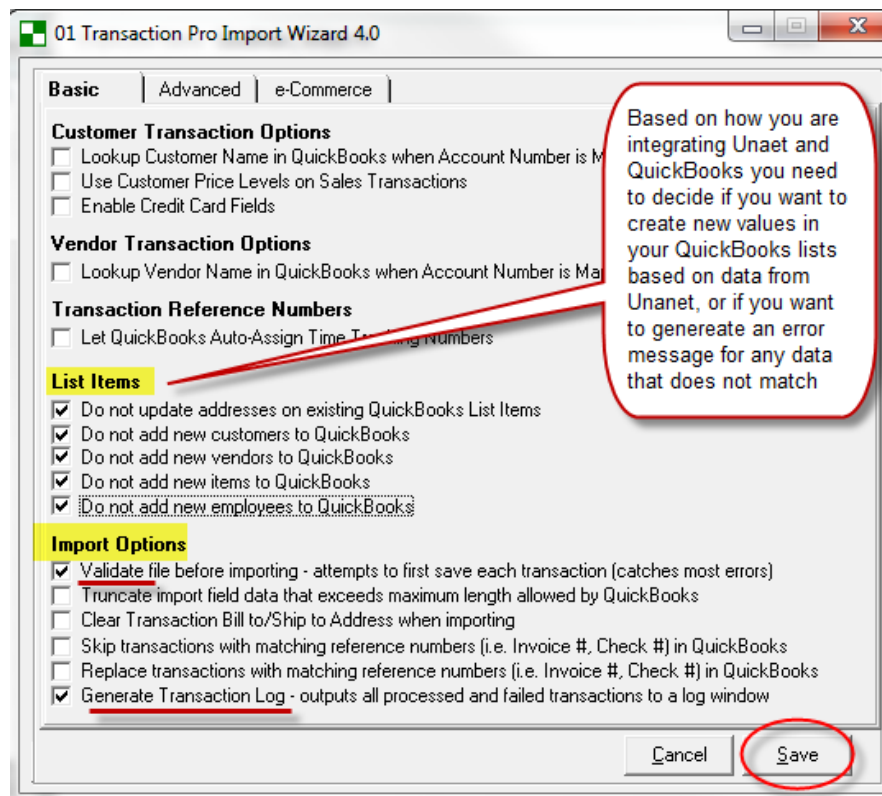 01 Transaction Pro Import Wizard 4.0
Basic
Advanced
e-Commerce
Customer Transaction Options
Lookup Customer Name in QuickBooks when Account Number is M
Use Customer Price Levels on Sales Transactions
Enable Credit Card Fields
Vendor Transaction Options
Lookup Vendor Name in QuickBooks when Account Number is Ma
Transaction Reference Numbers
Let QuickBooks Auto-Assign Time Tracking Numbers
List Items
Do not update addresses on existing QuickBooks List Items
Do not add new customers to QuickBooks
Do not add new vendors to QuickBooks
Do not add new items to QuickBooks
Do not add new employees to QuickBooks
Import Options
Validate file before importing - attempts to first save each transaction (catches most errors)
Truncate import field data that exceeds maximum length allowed by QuickBooks
Clear Transaction Bill to/Ship to Address when importing
Skip transactions with matching reference numbers (i.e. Invoice #, Check #) in QuickBooks
Replace transactions with matching reference numbers (i.e. Invoice #, Check #) in QuickBooks
Generate Transaction Log - outputs all processed and failed transactions to a log window
Cancel
Save
Based on how you are
integrating Unaet and
QuickBooks you need
to decide if you want to
create new values in
your QuickBooks lists
based on data from
Unanet, or if you want
to genereate an error
message for any data
that does not match